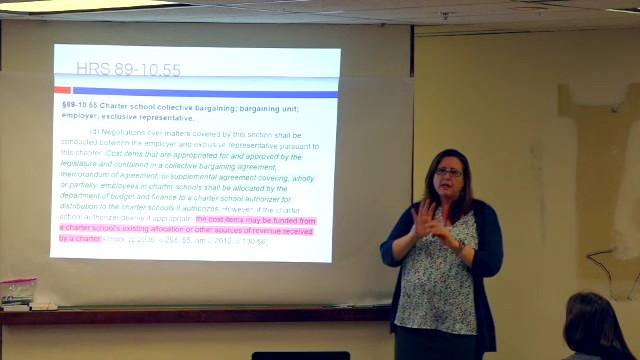 HRS 89-10.55
§89-10.55 Charter school collective bargaining; bargaining unit;
employer, exclusive representative.
(d) Negotiations over matters covered by this section shall be
conducted between the employer and exclusive representative pursuant to
this chapter. Cost items that are appropriated for and approved by the
legislature and contained in a collective bargaining agreement,
memorandum of agreement, or supplemental agreement covering, wholly
or partially, employees in charter schools shall be allocated by the
department of budget and finance to a charter school authorizer for
distribution to the charter schools it authorizes. However, if the charter
school authorizer deems it appropriate, the cost items may be funded from
a charter school's existing allocation or other sources of revenue received
by a charter school. [L 2006, c 298, §5; am L 2012, c 130 §6]